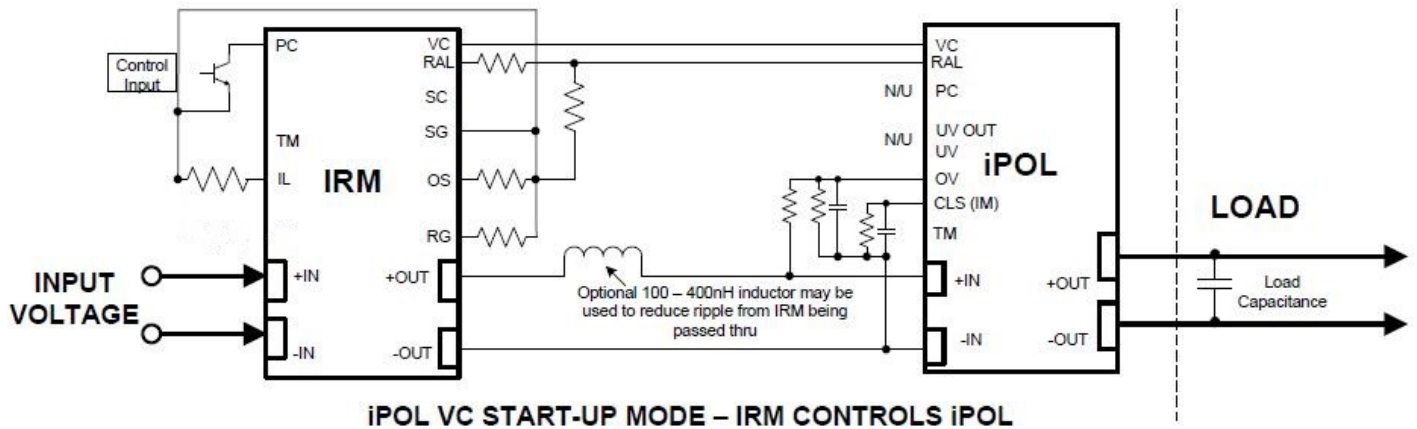 PC
VC
RAL
SC
SG
OS
RG
TM
IL
IRM
+IN
-IN
+OUT
-OUT
Control
Input
INPUT
VOLTAGE
Optional 100 – 400nH inductor may be
used to reduce ripple from IRM being
passed thru
VC
RAL
N/U
PC
UV OUT
N/U
UV
iPOL
OV
CLS (IM)
TM
+IN
-IN
+OUT
-OUT
LOAD
Load
Capacitance
iPOL VC START-UP MODE – IRM CONTROLS iPOL